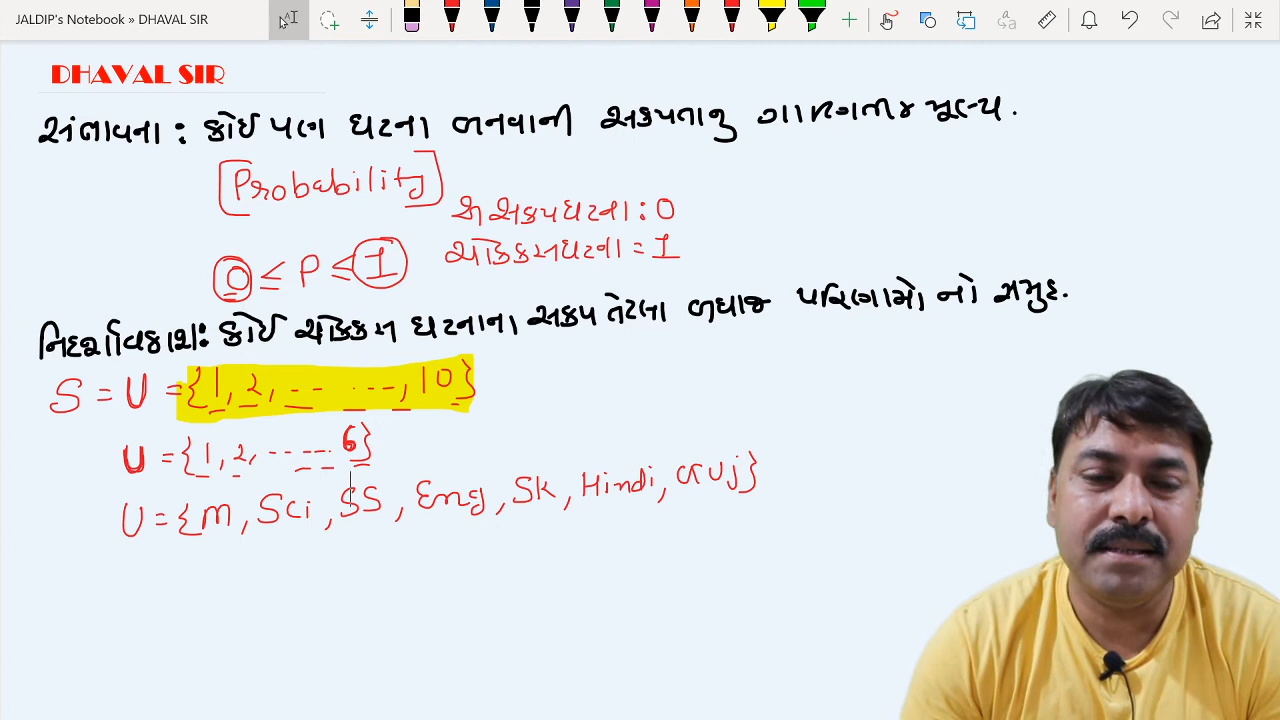 JALDIP's Notebook » DHAVAL SIR
DHAVAL SIR
સંભાવના : કોઈ પણ ઘટના બનવાની શક્યતાનુ ગાણિતિક મૂલ્ય.
[Probability]
અશક્ય ઘટના : 0
ચોક્કસ ઘટના = 1
0 ≤ P ≤ 1
નિદર્શાવકાશ : કોઈ ચોક્કસ ઘટનાના શક્ય તેટલા બધાજ પરિણામો નો સમુહ.
S = U = {1, 2, -- ---, 10}
U = {1, 2, ----- 6}
U = {M, Sci, SS, Eng, SK, Hindi, Guj}